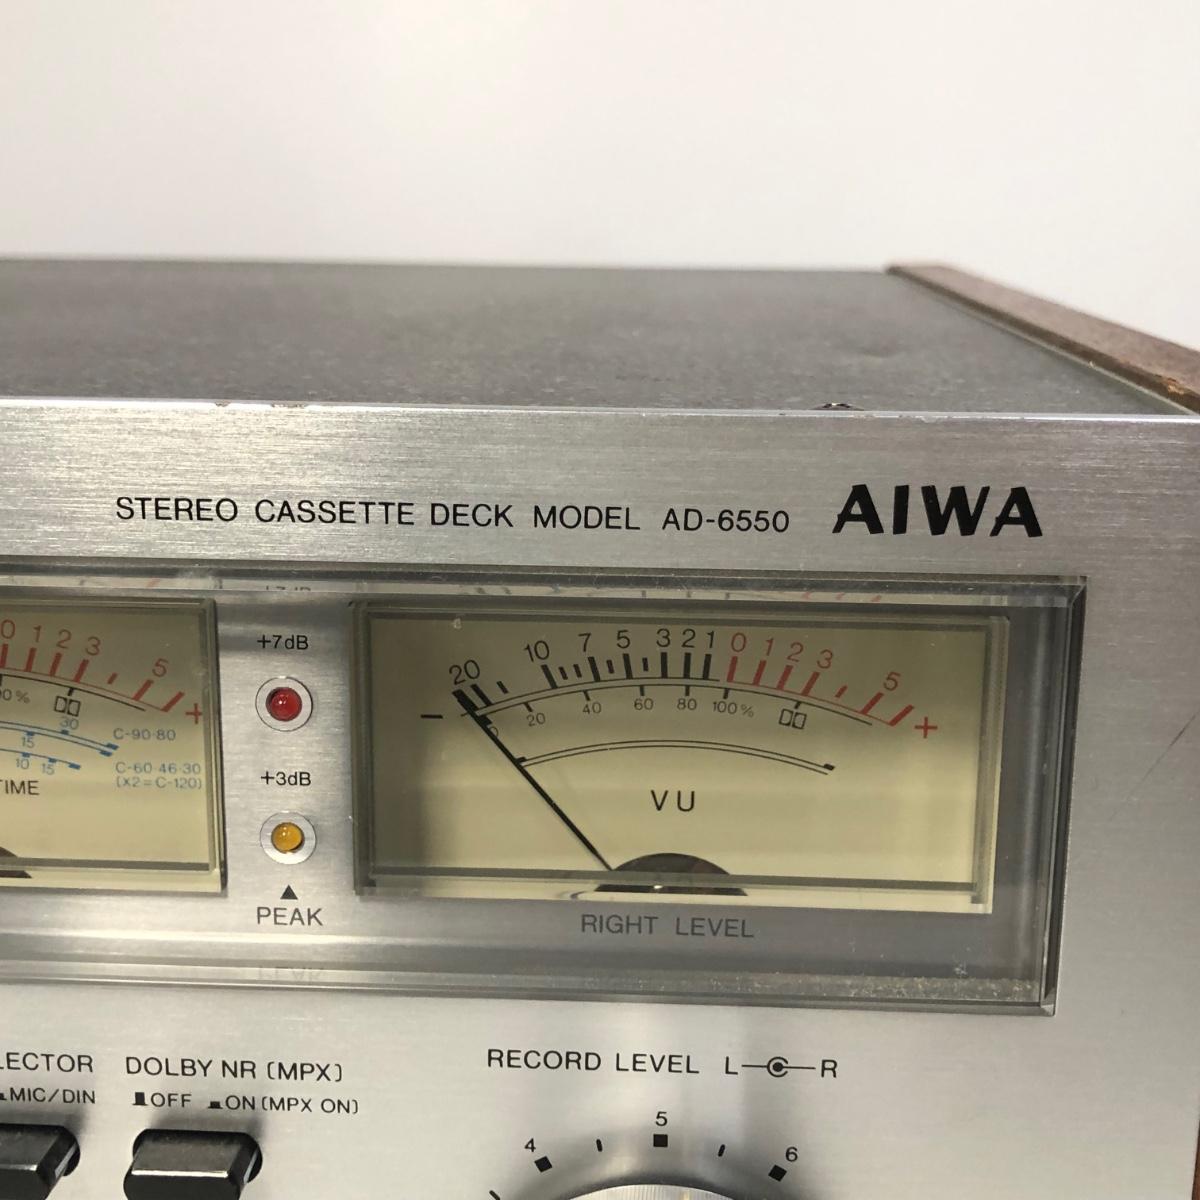 STEREO CASSETTE DECK MODEL AD-6550 AIWA
0 1 2 3 5 +
0%
30
15
C-90·80
10 15
C-60·46·30
(X2=C-120)
TIME
+7dB
+3dB
▲
PEAK
20 10 7 5 3 2 1 0 1 2 3 5
− +
0 20 40 60 80 100%
VU
RIGHT LEVEL
LECTOR
MIC/DIN
DOLBY NR (MPX)
OFF ON(MPX ON)
RECORD LEVEL L R
4 5 6